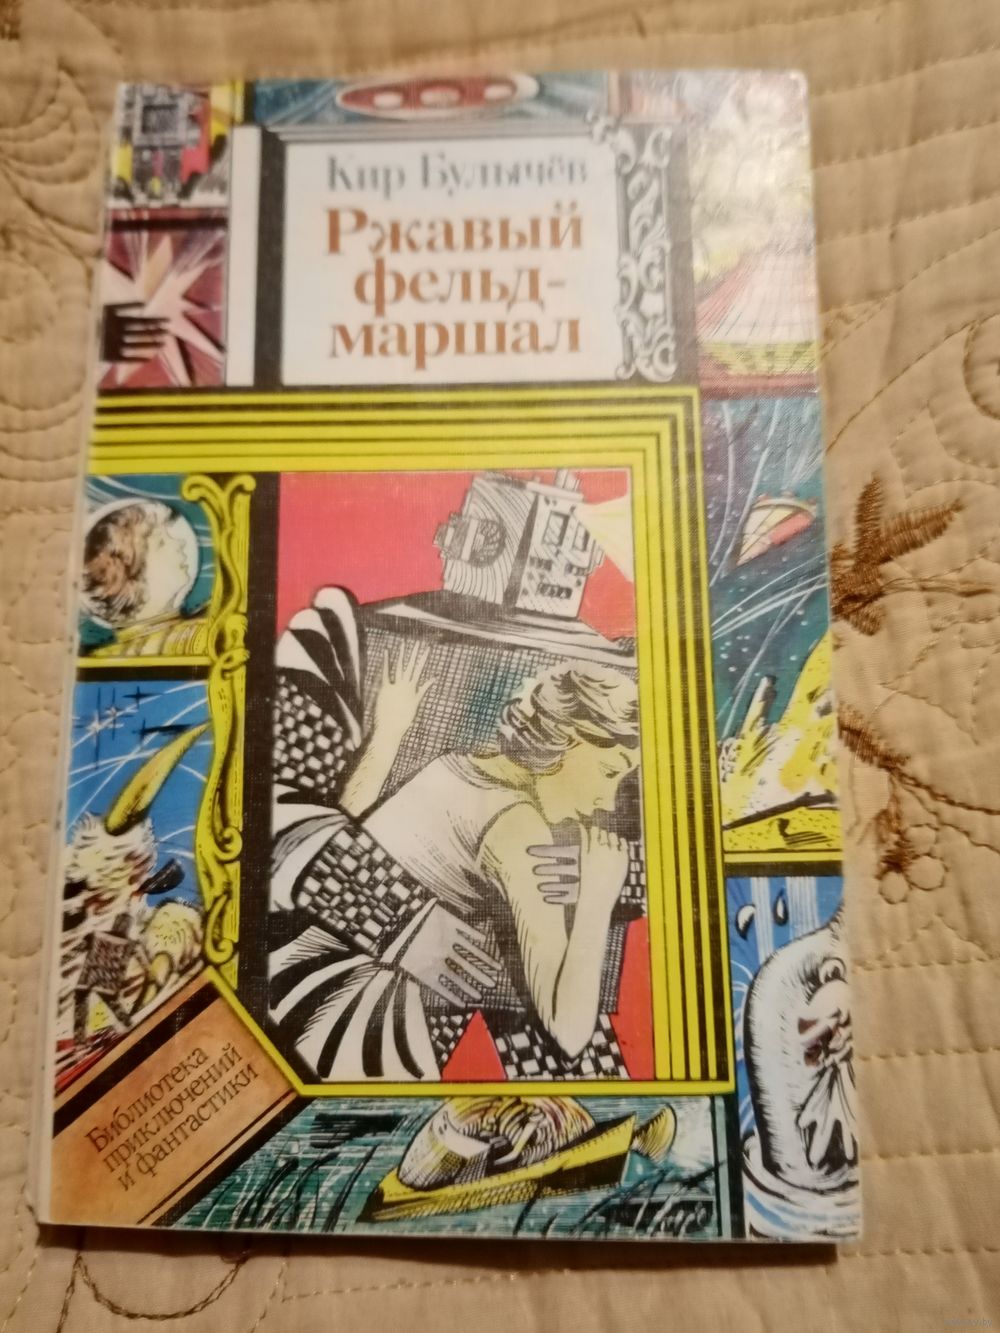 Кир Булычёв
Ржавый
фельд-
маршал
Библиотека
приключений
и фантастики